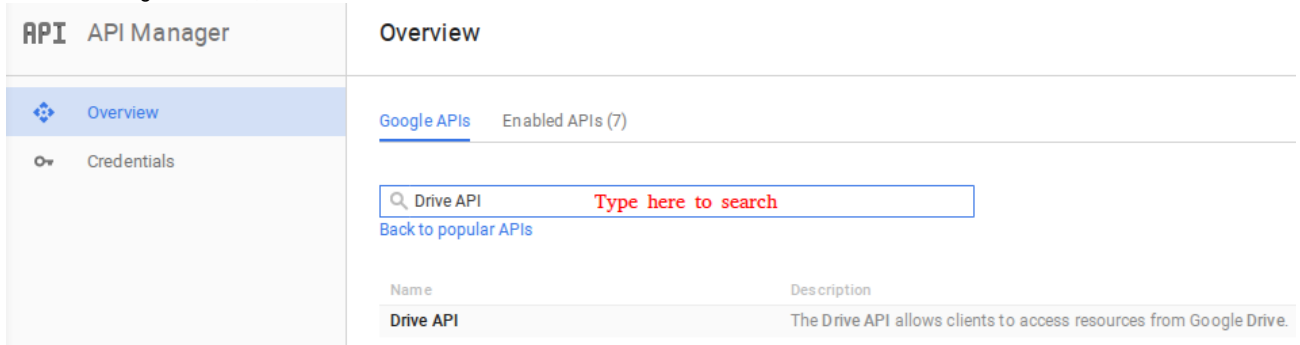 API API Manager
Overview
Overview
Credentials
Google APIs Enabled APIs (7)
Drive API Type here to search
Back to popular APIs
Name Description
Drive API The Drive API allows clients to access resources from Google Drive.